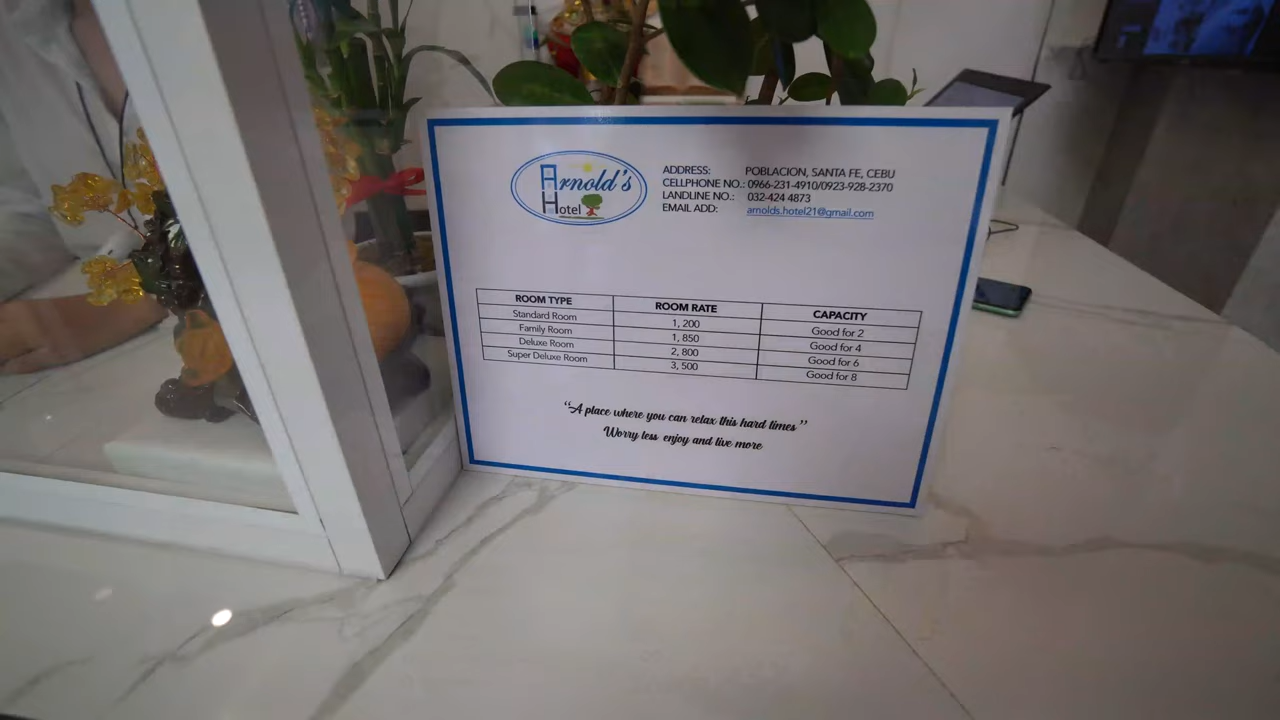 Arnold's
Hotel
ADDRESS: POBLACION, SANTA FE, CEBU
CELLPHONE NO.: 0966-231-4910/0923-928-2370
LANDLINE NO.: 032-424 4873
EMAIL ADD: arnolds.hotel21@gmail.com
ROOM TYPE ROOM RATE CAPACITY
Standard Room 1, 200 Good for 2
Family Room 1, 850 Good for 4
Deluxe Room 2, 800 Good for 6
Super Deluxe Room 3, 500 Good for 8
“A place where you can relax this hard times”
Worry less enjoy and live more